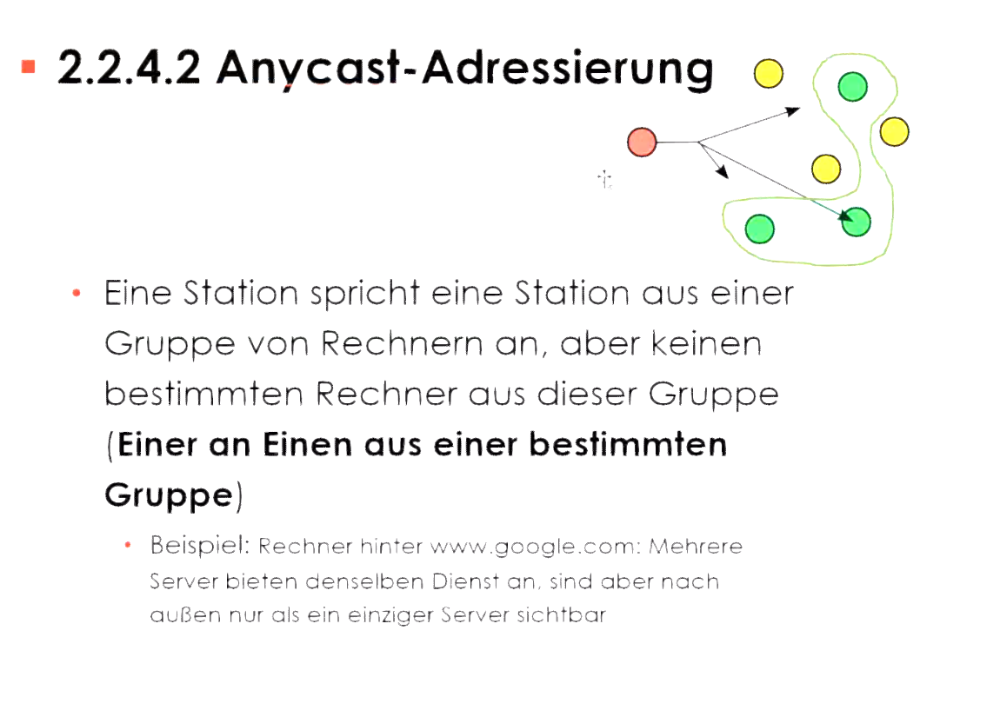 2.2.4.2 Anycast-Adressierung
Eine Station spricht eine Station aus einer
Gruppe von Rechnern an, aber keinen
bestimmten Rechner aus dieser Gruppe
(Einer an Einen aus einer bestimmten
Gruppe)
Beispiel: Rechner hinter www.google.com: Mehrere
Server bieten denselben Dienst an, sind aber nach
außen nur als ein einziger Server sichtbar